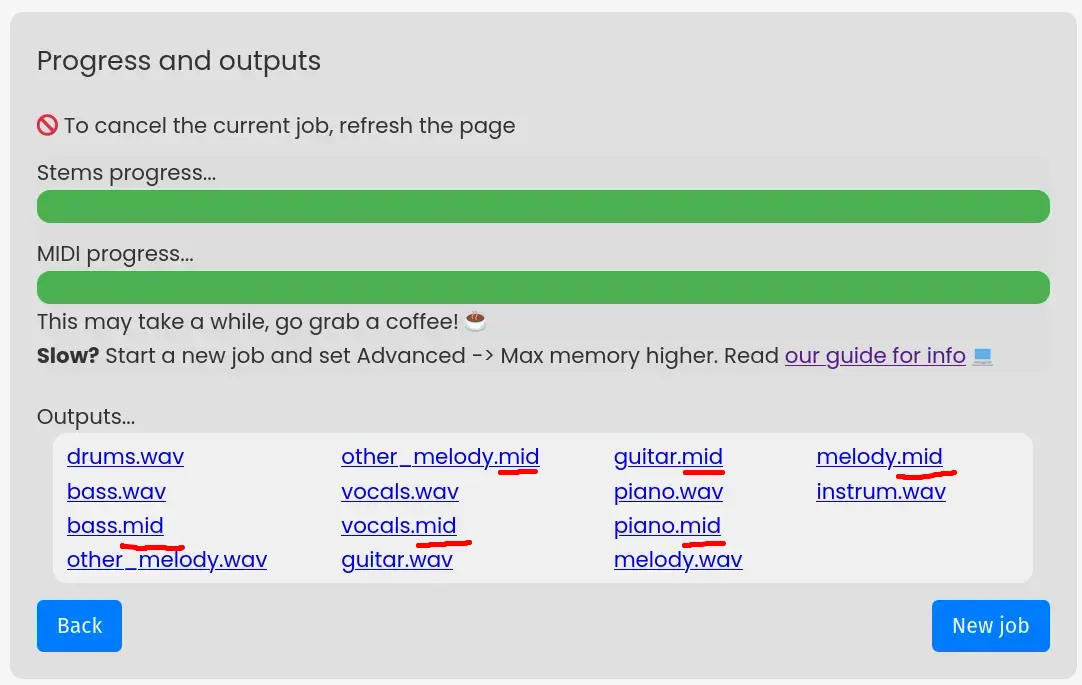 Progress and outputs
🚫 To cancel the current job, refresh the page
Stems progress...
MIDI progress...
This may take a while, go grab a coffee! ☕
Slow? Start a new job and set Advanced -> Max memory higher. Read our guide for info 💻
Outputs...
drums.wav
bass.wav
bass.mid
other_melody.wav
other_melody.mid
vocals.wav
vocals.mid
guitar.wav
guitar.mid
piano.wav
piano.mid
melody.wav
melody.mid
instrum.wav
Back
New job